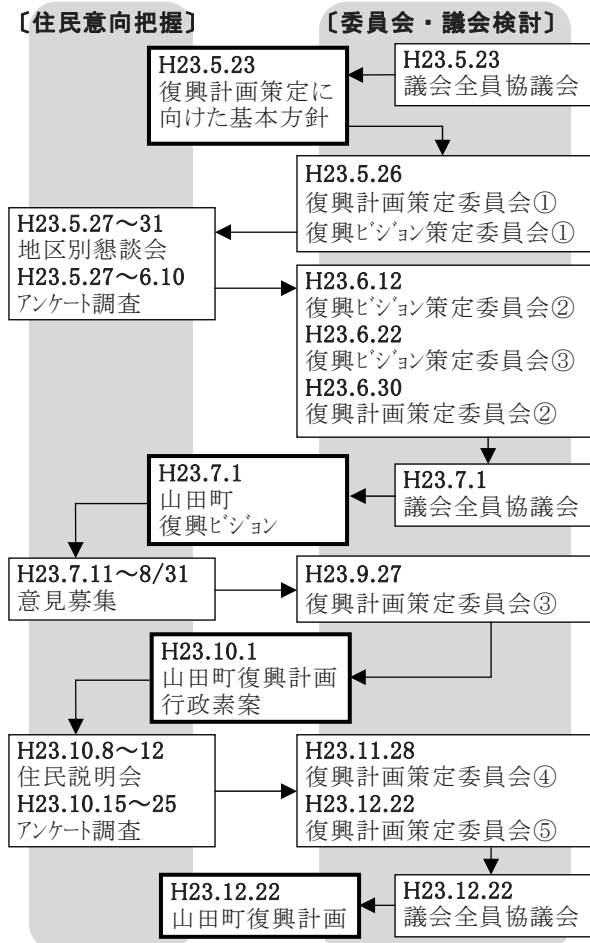 〔住民意向把握〕
〔委員会・議会検討〕
H23.5.23
議会全員協議会
H23.5.23
復興計画策定に
向けた基本方針
H23.5.26
復興計画策定委員会①
復興ビジョン策定委員会①
H23.5.27～31
地区別懇談会
H23.5.27～6.10
アンケート調査
H23.6.12
復興ビジョン策定委員会②
H23.6.22
復興ビジョン策定委員会③
H23.6.30
復興計画策定委員会②
H23.7.1
議会全員協議会
H23.7.1
山田町
復興ビジョン
H23.7.11～8/31
意見募集
H23.9.27
復興計画策定委員会③
H23.10.1
山田町復興計画
行政素案
H23.10.8～12
住民説明会
H23.10.15～25
アンケート調査
H23.11.28
復興計画策定委員会④
H23.12.22
復興計画策定委員会⑤
H23.12.22
議会全員協議会
H23.12.22
山田町復興計画